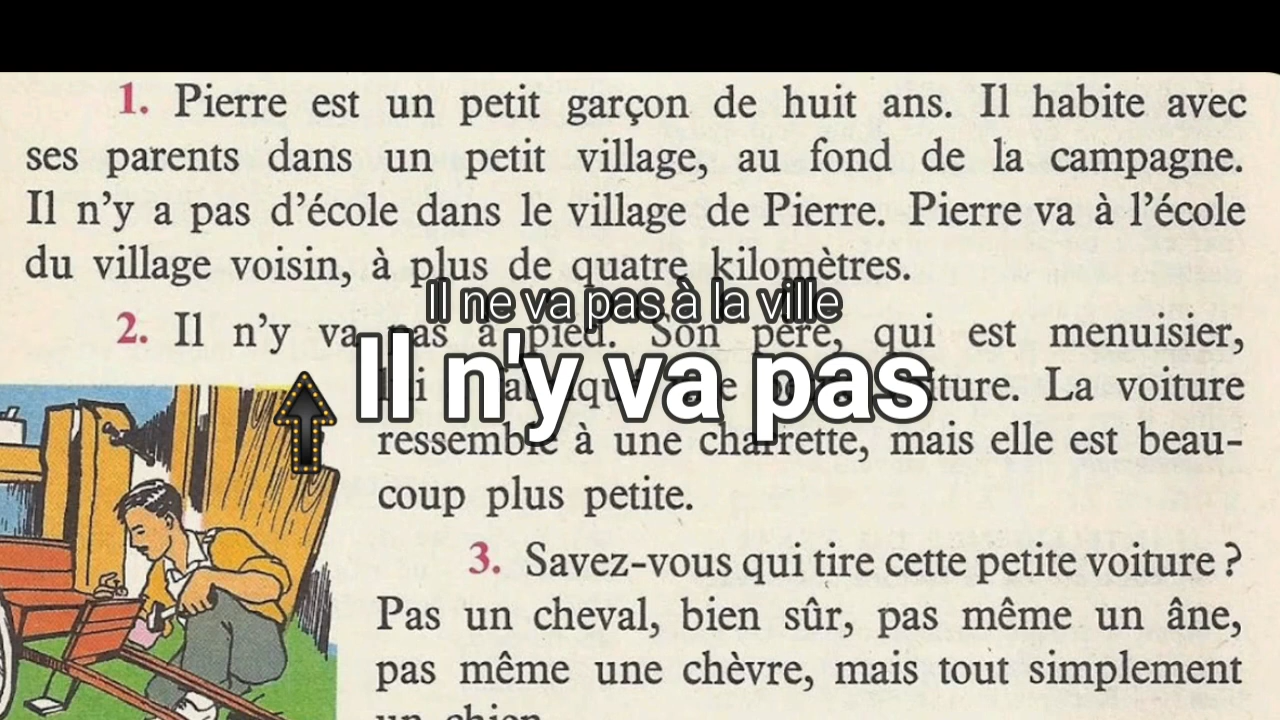 1. Pierre est un petit garçon de huit ans. Il habite avec
ses parents dans un petit village, au fond de la campagne.
Il n'y a pas d'école dans le village de Pierre. Pierre va à l'école
du village voisin, à plus de quatre kilomètres.
Il ne va pas à la ville
2. Il n'y va pas à pied. Son père, qui est menuisier,
Il n'y va pas
La voiture
ressemble à une charrette, mais elle est beau-
coup plus petite.
3. Savez-vous qui tire cette petite voiture ?
Pas un cheval, bien sûr, pas même un âne,
pas même une chèvre, mais tout simplement
un chien